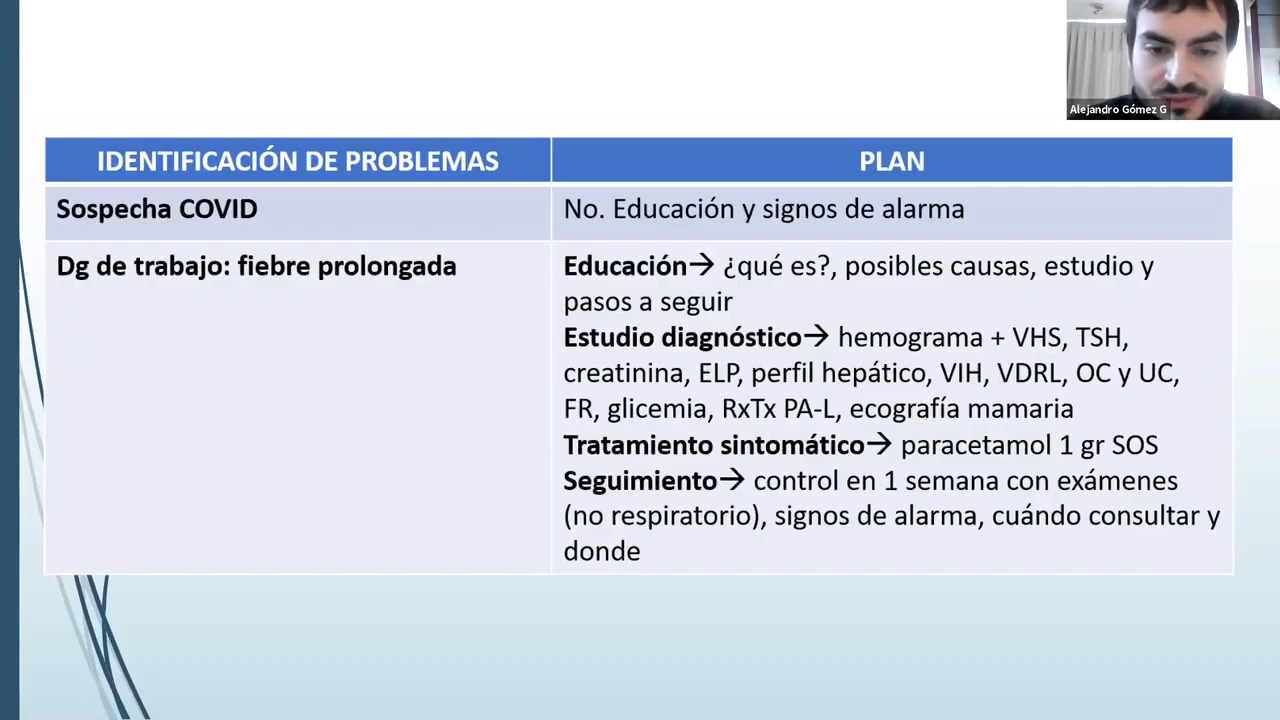 Alejandro Gómez G
IDENTIFICACIÓN DE PROBLEMAS
PLAN
Sospecha COVID
No. Educación y signos de alarma
Dg de trabajo: fiebre prolongada
Educación→ ¿qué es?, posibles causas, estudio y
pasos a seguir
Estudio diagnóstico→ hemograma + VHS, TSH,
creatinina, ELP, perfil hepático, VIH, VDRL, OC y UC,
FR, glicemia, RxTx PA-L, ecografía mamaria
Tratamiento sintomático→ paracetamol 1 gr SOS
Seguimiento→ control en 1 semana con exámenes
(no respiratorio), signos de alarma, cuándo consultar y
donde